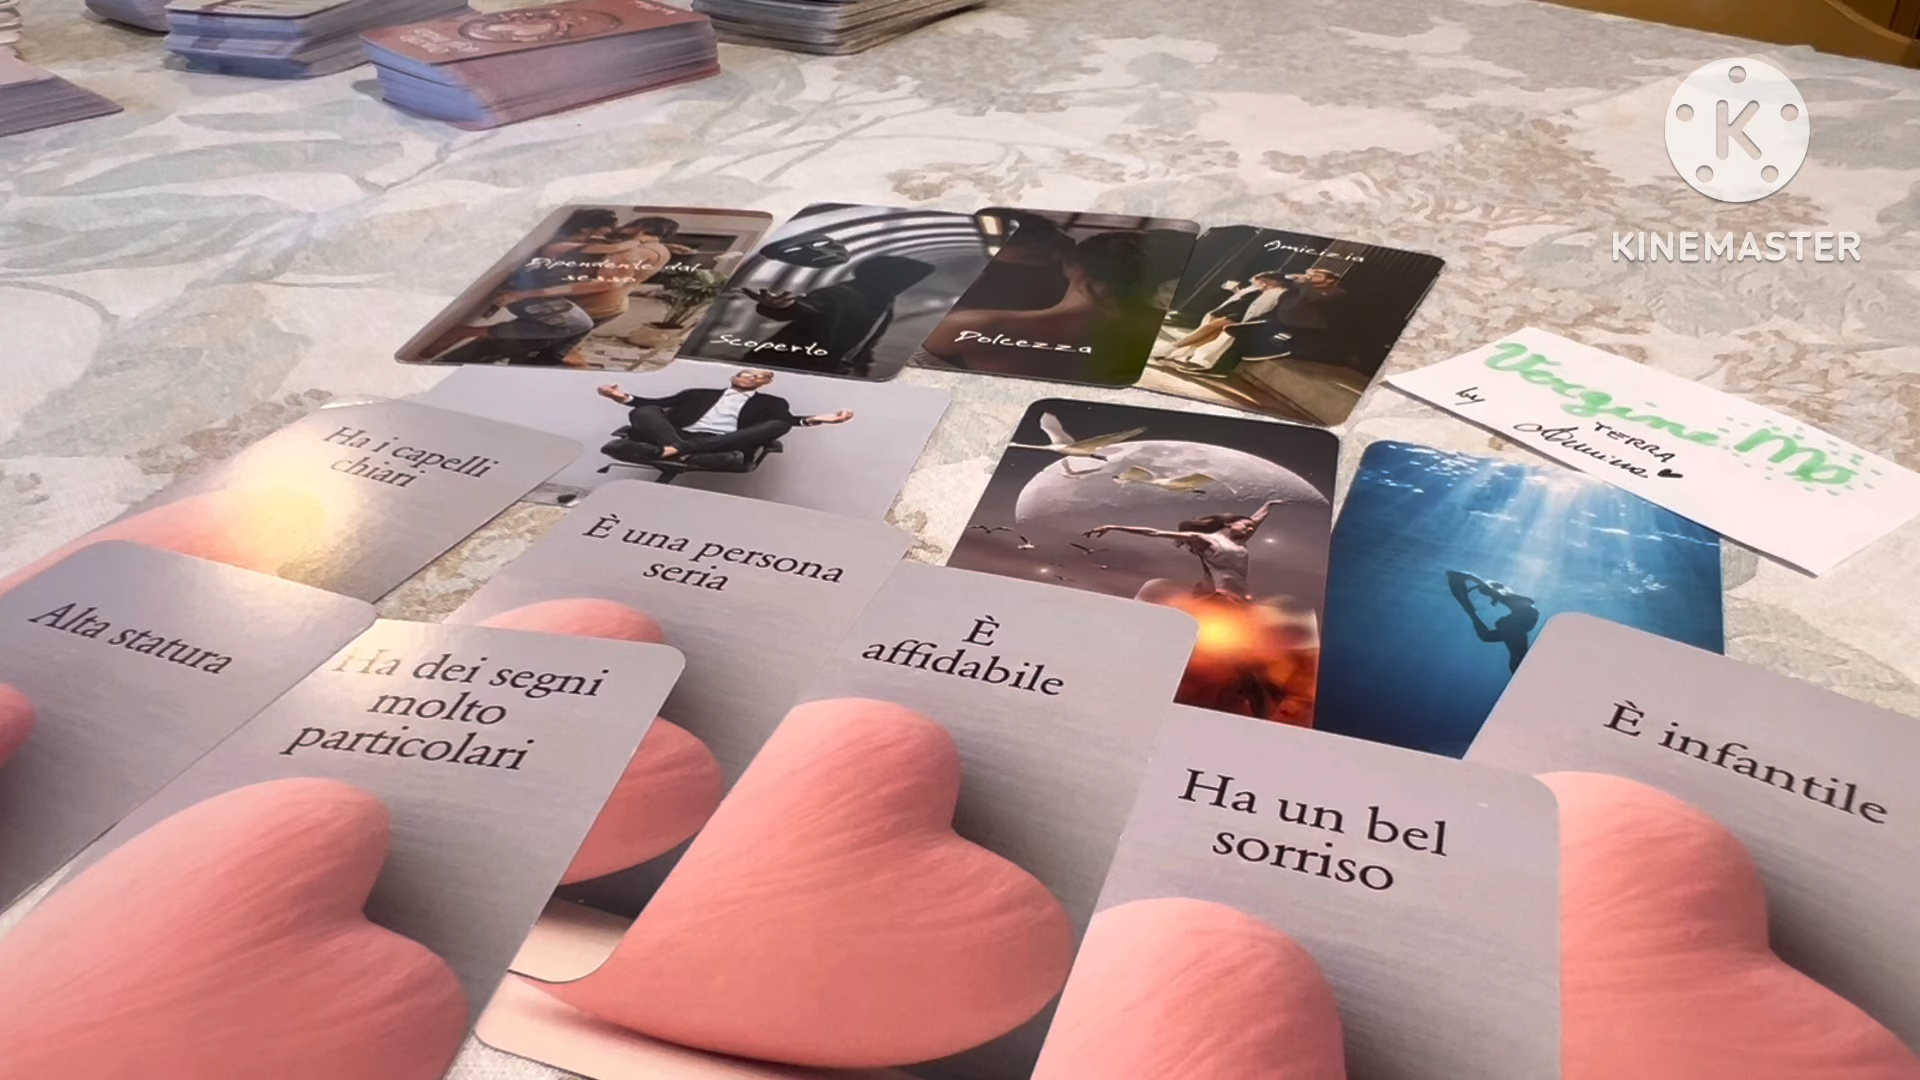 K
KINEMASTER
Dipendente dal
sesso
Scoperto
Dolcezza
Amicizia
Vergine
by
TERRA
Ha i capelli
chiari
È una persona
seria
È
affidabile
Alta statura
Ha dei segni
molto
particolari
Ha un bel
sorriso
È infantile